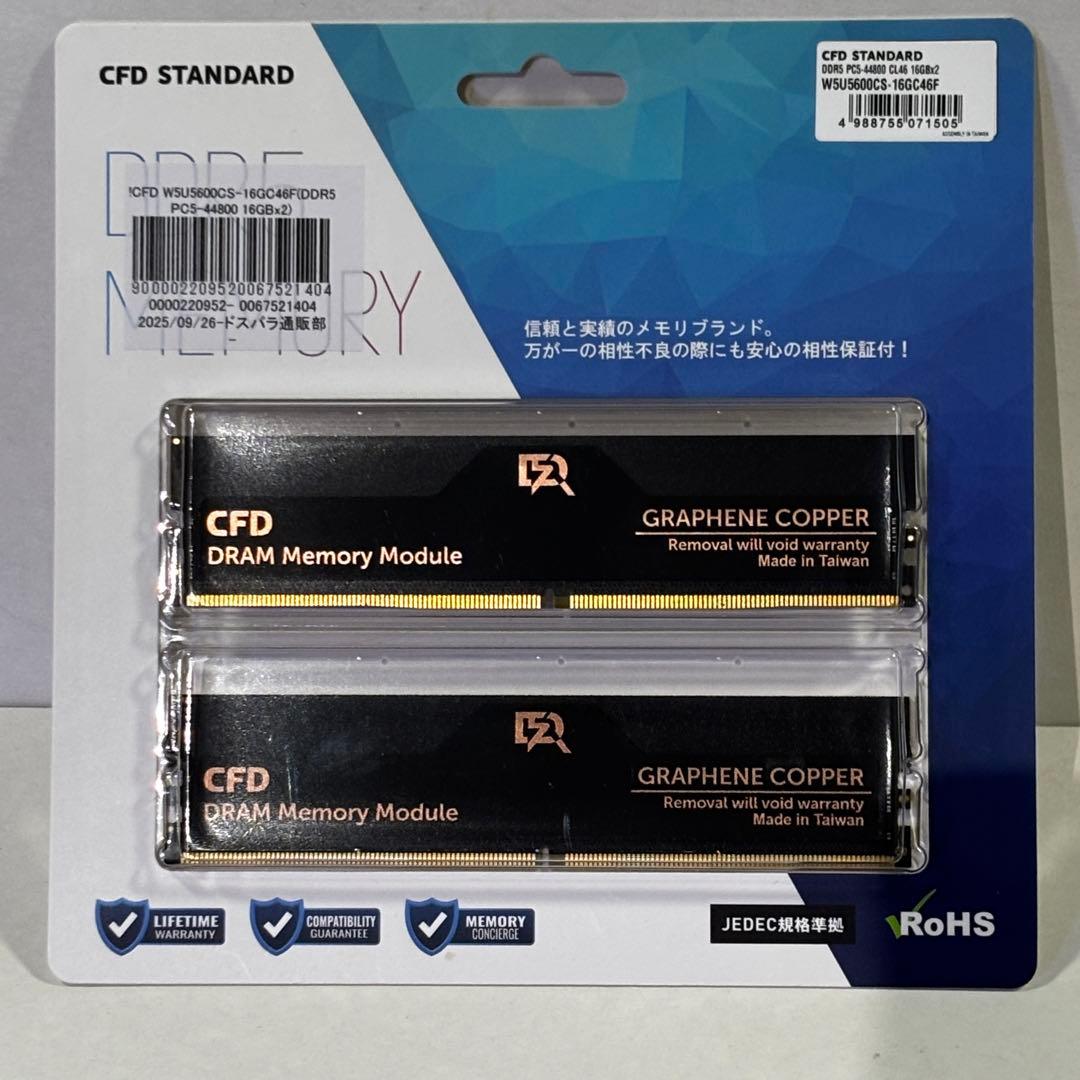 CFD STANDARD
CFD STANDARD
DDR5 PC5-44800 CL46 16GBx2
W5U5600CS-16GC46F
4 988755 071505
ASSEMBLY IN TAIWAN
DDR5
MEMORY
!CFD W5U5600CS-16GC46F(DDR5
PC5-44800 16GBx2)
900002209520067521404
0000220952- 0067521404
2025/09/26-ドスパラ通販部
-
信頼と実績のメモリブランド。
万が一の相性不良の際にも安心の相性保証付！
CFD
DRAM Memory Module
GRAPHENE COPPER
Removal will void warranty
Made in Taiwan
CFD
DRAM Memory Module
GRAPHENE COPPER
Removal will void warranty
Made in Taiwan
LIFETIME
WARRANTY
COMPATIBILITY
GUARANTEE
MEMORY
CONCIERGE
JEDEC規格準拠
RoHS